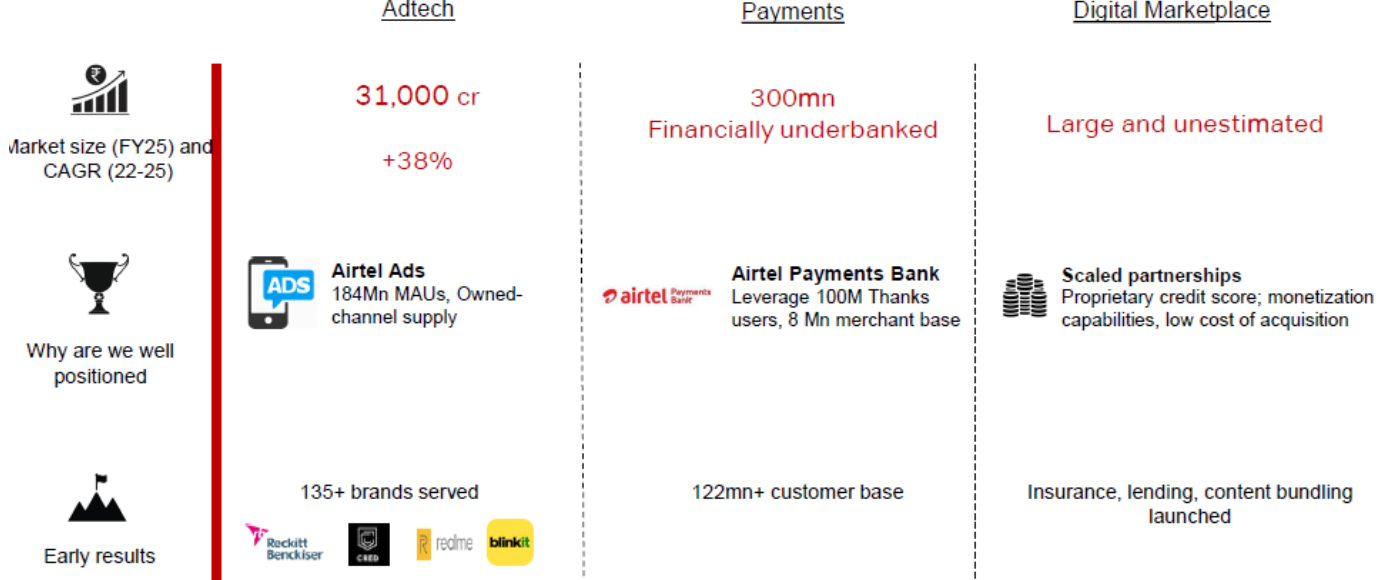 Adtech
Payments
Digital Marketplace
Market size (FY25) and
CAGR (22-25)
31,000 cr
+38%
300mn
Financially underbanked
Large and unestimated
Why are we well
positioned
ADS
Airtel Ads
184Mn MAUs, Owned-
channel supply
airtel Payments
Bank
Airtel Payments Bank
Leverage 100M Thanks
users, 8 Mn merchant base
Scaled partnerships
Proprietary credit score; monetization
capabilities, low cost of acquisition
Early results
135+ brands served
Reckitt
Benckiser
CRED
R realme
blinkit
122mn+ customer base
Insurance, lending, content bundling
launched